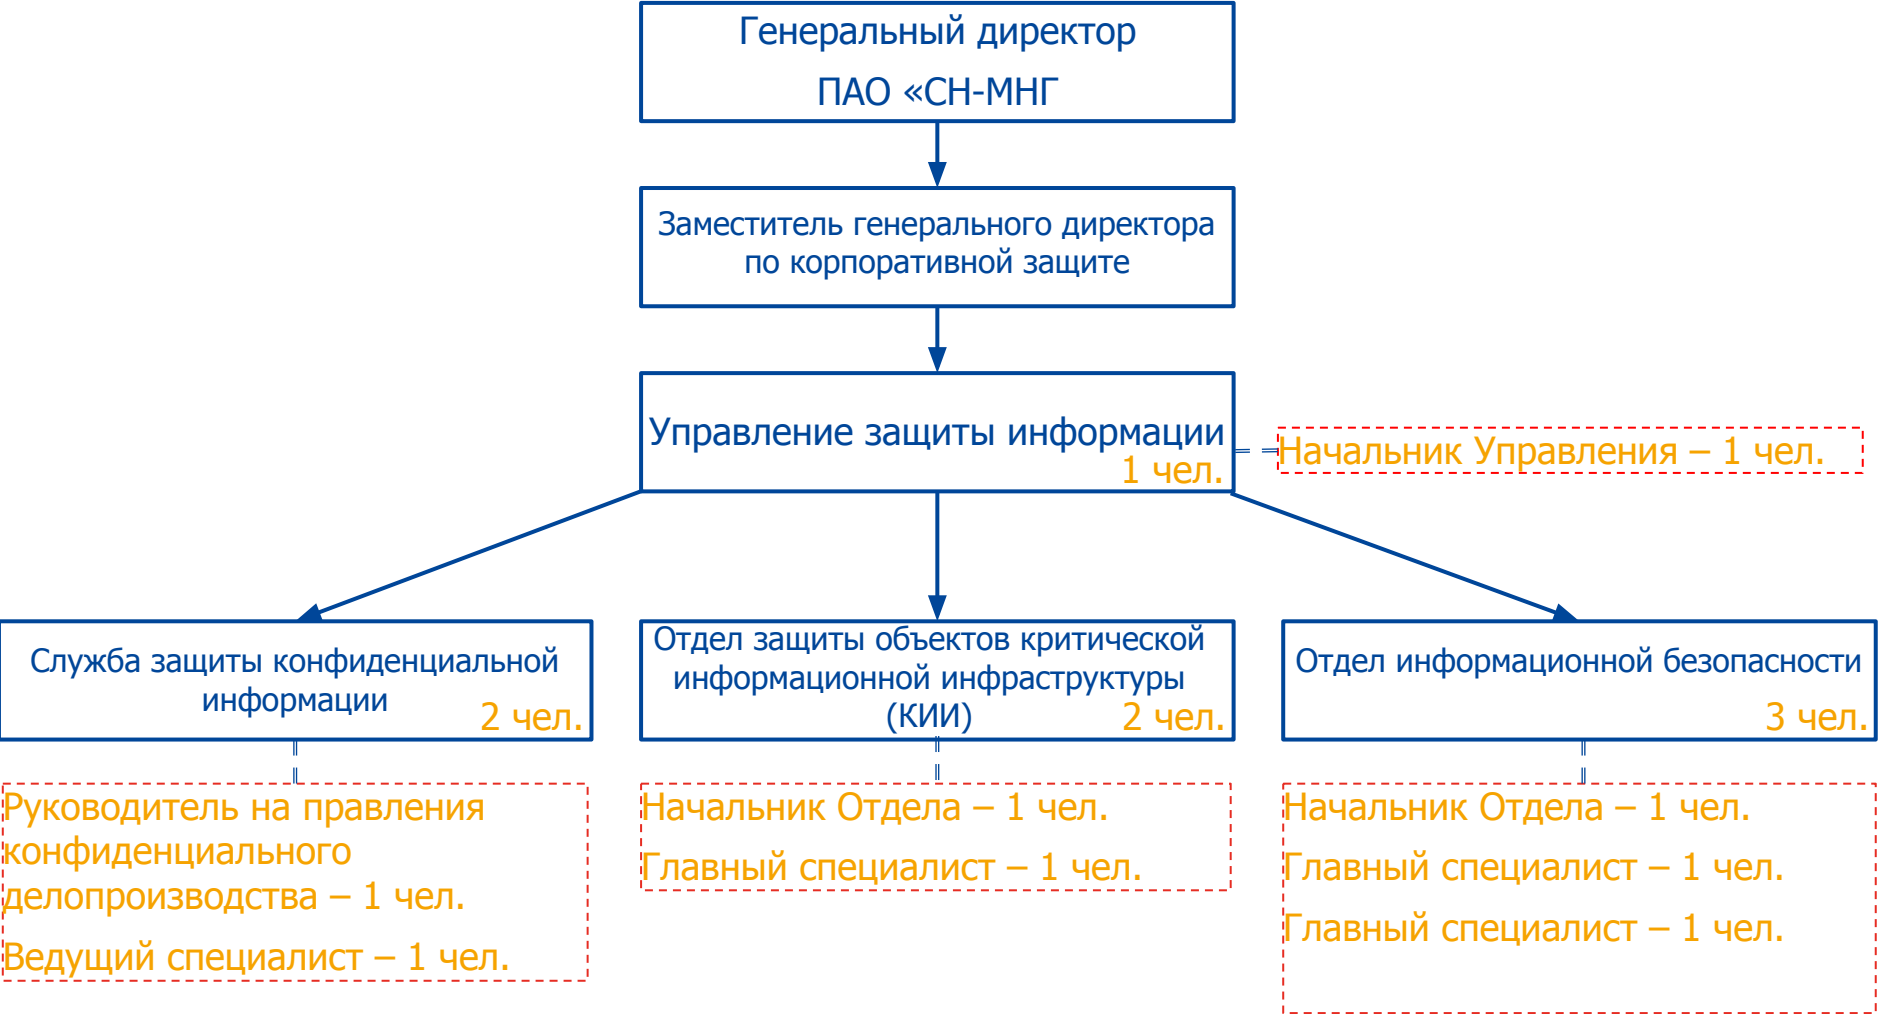 Генеральный директор
ПАО «СН-МНГ
Заместитель генерального директора
по корпоративной защите
Управление защиты информации
1 чел.
Начальник Управления – 1 чел.
Служба защиты конфиденциальной
информации
2 чел.
Отдел защиты объектов критической
информационной инфраструктуры
(КИИ)
2 чел.
Отдел информационной безопасности
3 чел.
Руководитель на правления
конфиденциального
делопроизводства – 1 чел.
Ведущий специалист – 1 чел.
Начальник Отдела – 1 чел.
Главный специалист – 1 чел.
Начальник Отдела – 1 чел.
Главный специалист – 1 чел.
Главный специалист – 1 чел.